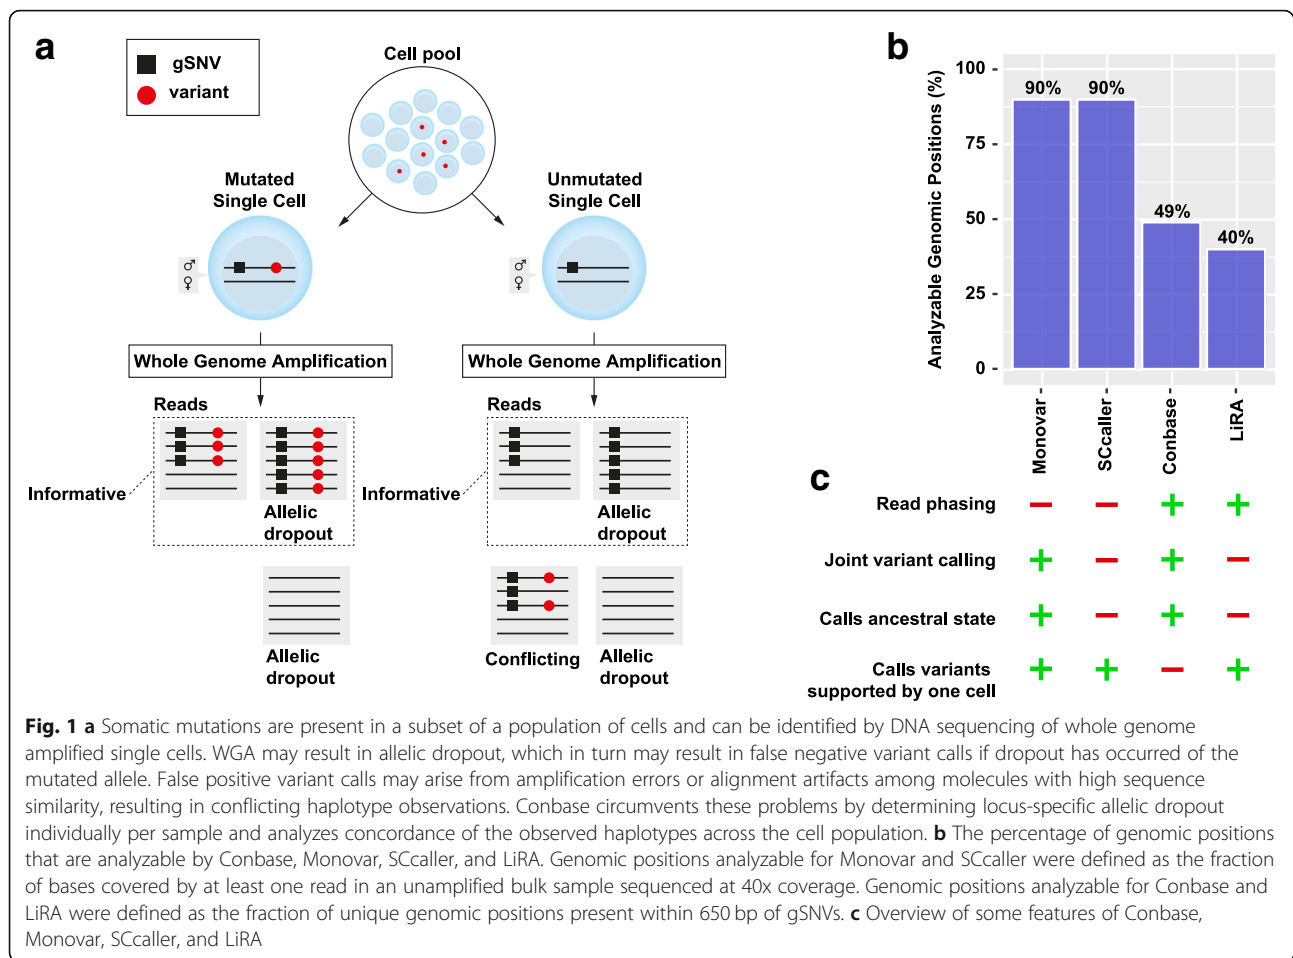 a
gSNV
variant
Cell pool
Mutated
Single Cell
Unmutated
Single Cell
♂
♀
♂
♀
Whole Genome Amplification
Whole Genome Amplification
Reads
Reads
Informative
Informative
Allelic
dropout
Allelic
dropout
Allelic
dropout
Conflicting
Allelic
dropout
b
Analyzable Genomic Positions (%)
100
75
50
25
0
90%
90%
49%
40%
Monovar
SCcaller
Conbase
LiRA
c
Read phasing − − + +
Joint variant calling + − + −
Calls ancestral state + − + −
Calls variants
supported by one cell + + − +
Fig. 1 a Somatic mutations are present in a subset of a population of cells and can be identified by DNA sequencing of whole genome
amplified single cells. WGA may result in allelic dropout, which in turn may result in false negative variant calls if dropout has occurred of the
mutated allele. False positive variant calls may arise from amplification errors or alignment artifacts among molecules with high sequence
similarity, resulting in conflicting haplotype observations. Conbase circumvents these problems by determining locus-specific allelic dropout
individually per sample and analyzes concordance of the observed haplotypes across the cell population. b The percentage of genomic positions
that are analyzable by Conbase, Monovar, SCcaller, and LiRA. Genomic positions analyzable for Monovar and SCcaller were defined as the fraction
of bases covered by at least one read in an unamplified bulk sample sequenced at 40x coverage. Genomic positions analyzable for Conbase and
LiRA were defined as the fraction of unique genomic positions present within 650 bp of gSNVs. c Overview of some features of Conbase,
Monovar, SCcaller, and LiRA